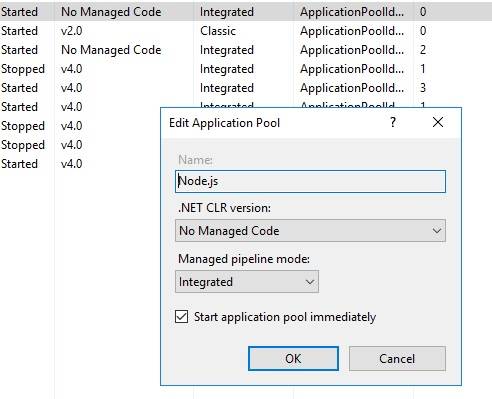 Started No Managed Code Integrated ApplicationPoolId... 0
Started v2.0 Classic ApplicationPoolId... 0
Started No Managed Code Integrated ApplicationPoolId... 2
Stopped v4.0 Integrated ApplicationPoolId... 1
Started v4.0 Integrated ApplicationPoolId... 3
Started v4.0
Stopped v4.0
Stopped v4.0
Started v4.0
Edit Application Pool
Name:
Node.js
.NET CLR version:
No Managed Code
Managed pipeline mode:
Integrated
Start application pool immediately
OK Cancel